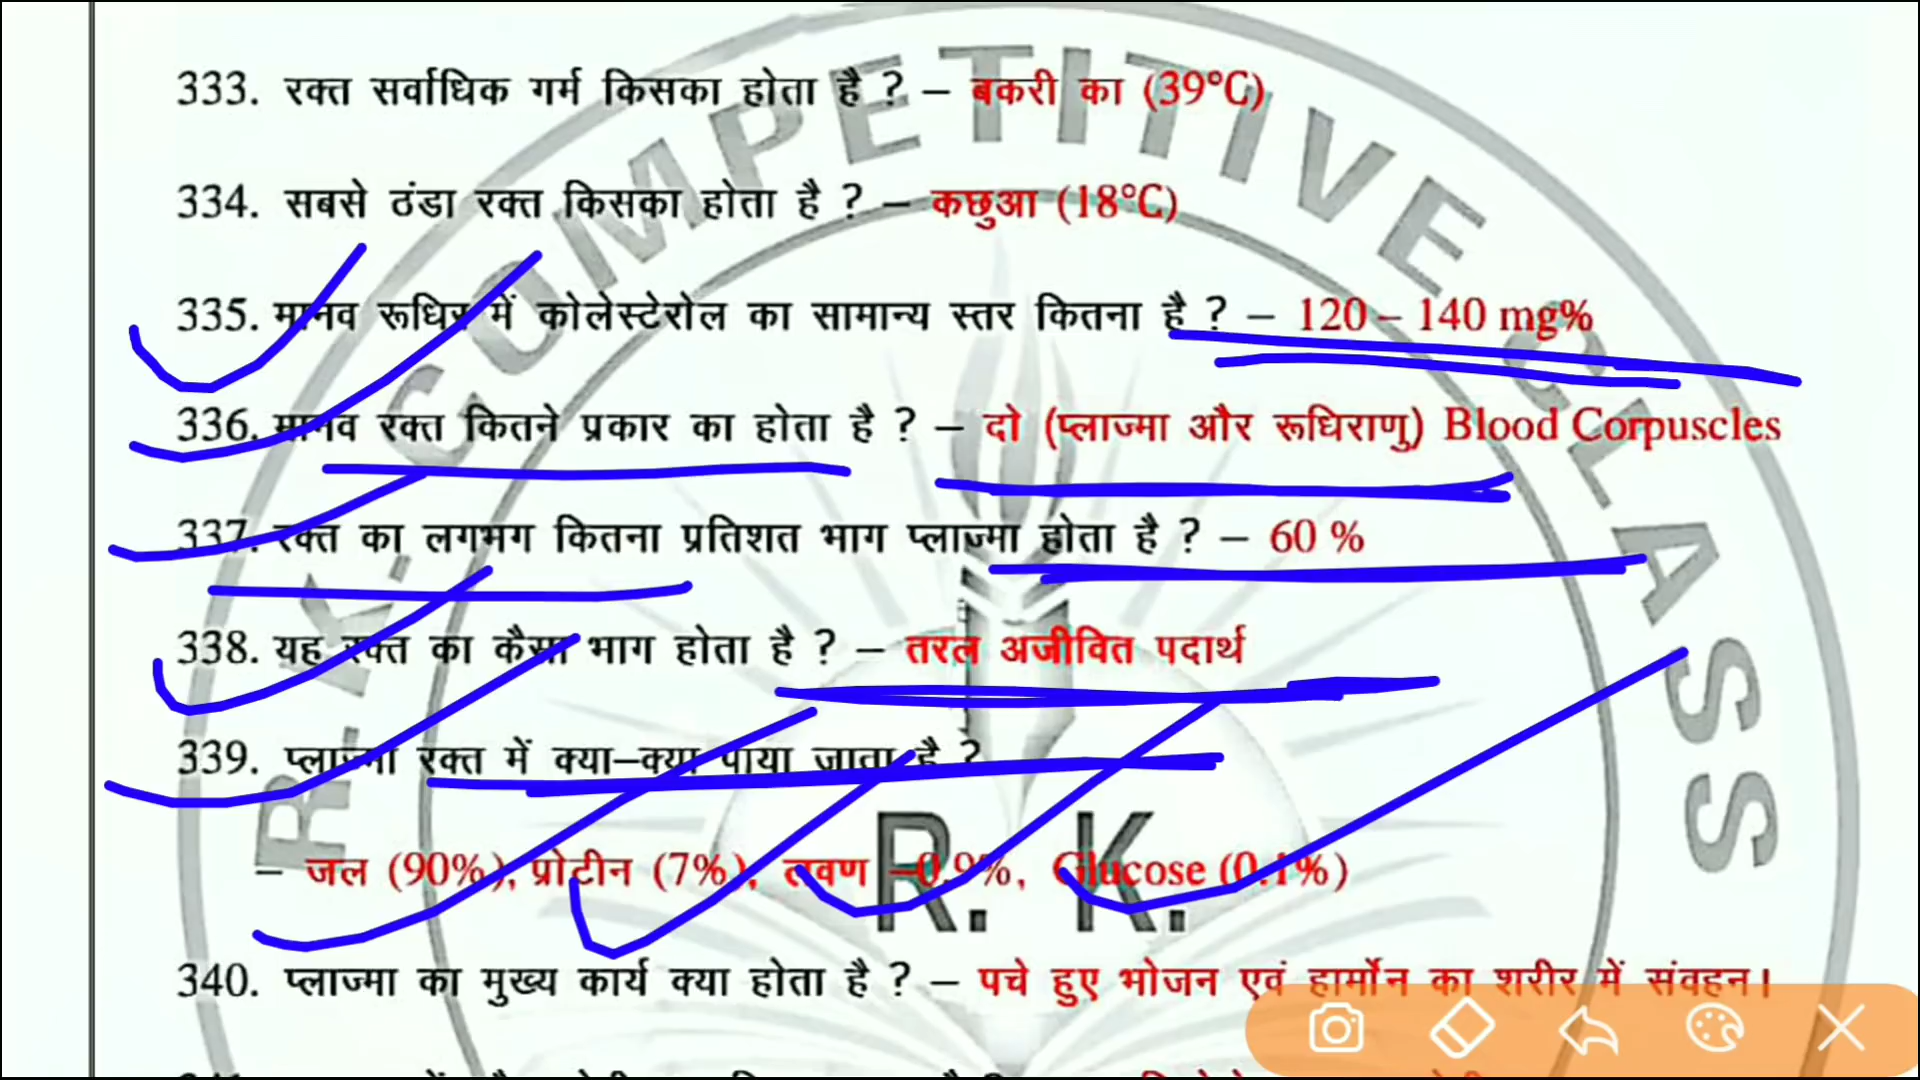 333. रक्त सर्वाधिक गर्म किसका होता है ? – बकरी का (39°C)
334. सबसे ठंडा रक्त किसका होता है ? – कछुआ (18°C)
335. मानव रूधिर में कोलेस्टेरोल का सामान्य स्तर कितना है ? – 120 – 140 mg%
336. मानव रक्त कितने प्रकार का होता है ? – दो (प्लाज्मा और रूधिराणु) Blood Corpuscles
337. रक्त का लगभग कितना प्रतिशत भाग प्लाज्मा होता है ? – 60 %
338. यह रक्त का कैसा भाग होता है ? – तरल अजीवित पदार्थ
339. प्लाज्मा रक्त में क्या–क्या पाया जाता है ?
– जल (90%), प्रोटीन (7%), लवण –0.9%, Glucose (0.1%)
340. प्लाज्मा का मुख्य कार्य क्या होता है ? – पचे हुए भोजन एवं हार्मोन का शरीर में संवहन।
R. K. COMPETITIVE CLASS
R. K.